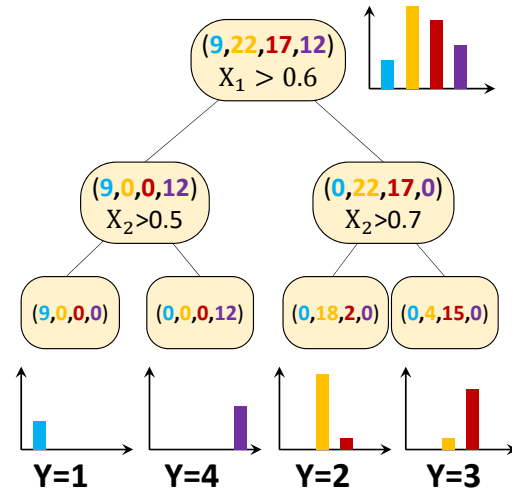 (9,22,17,12)
X₁ > 0.6
(9,0,0,12)
X₂>0.5
(0,22,17,0)
X₂>0.7
(9,0,0,0)
(0,0,0,12)
(0,18,2,0)
(0,4,15,0)
Y=1
Y=4
Y=2
Y=3